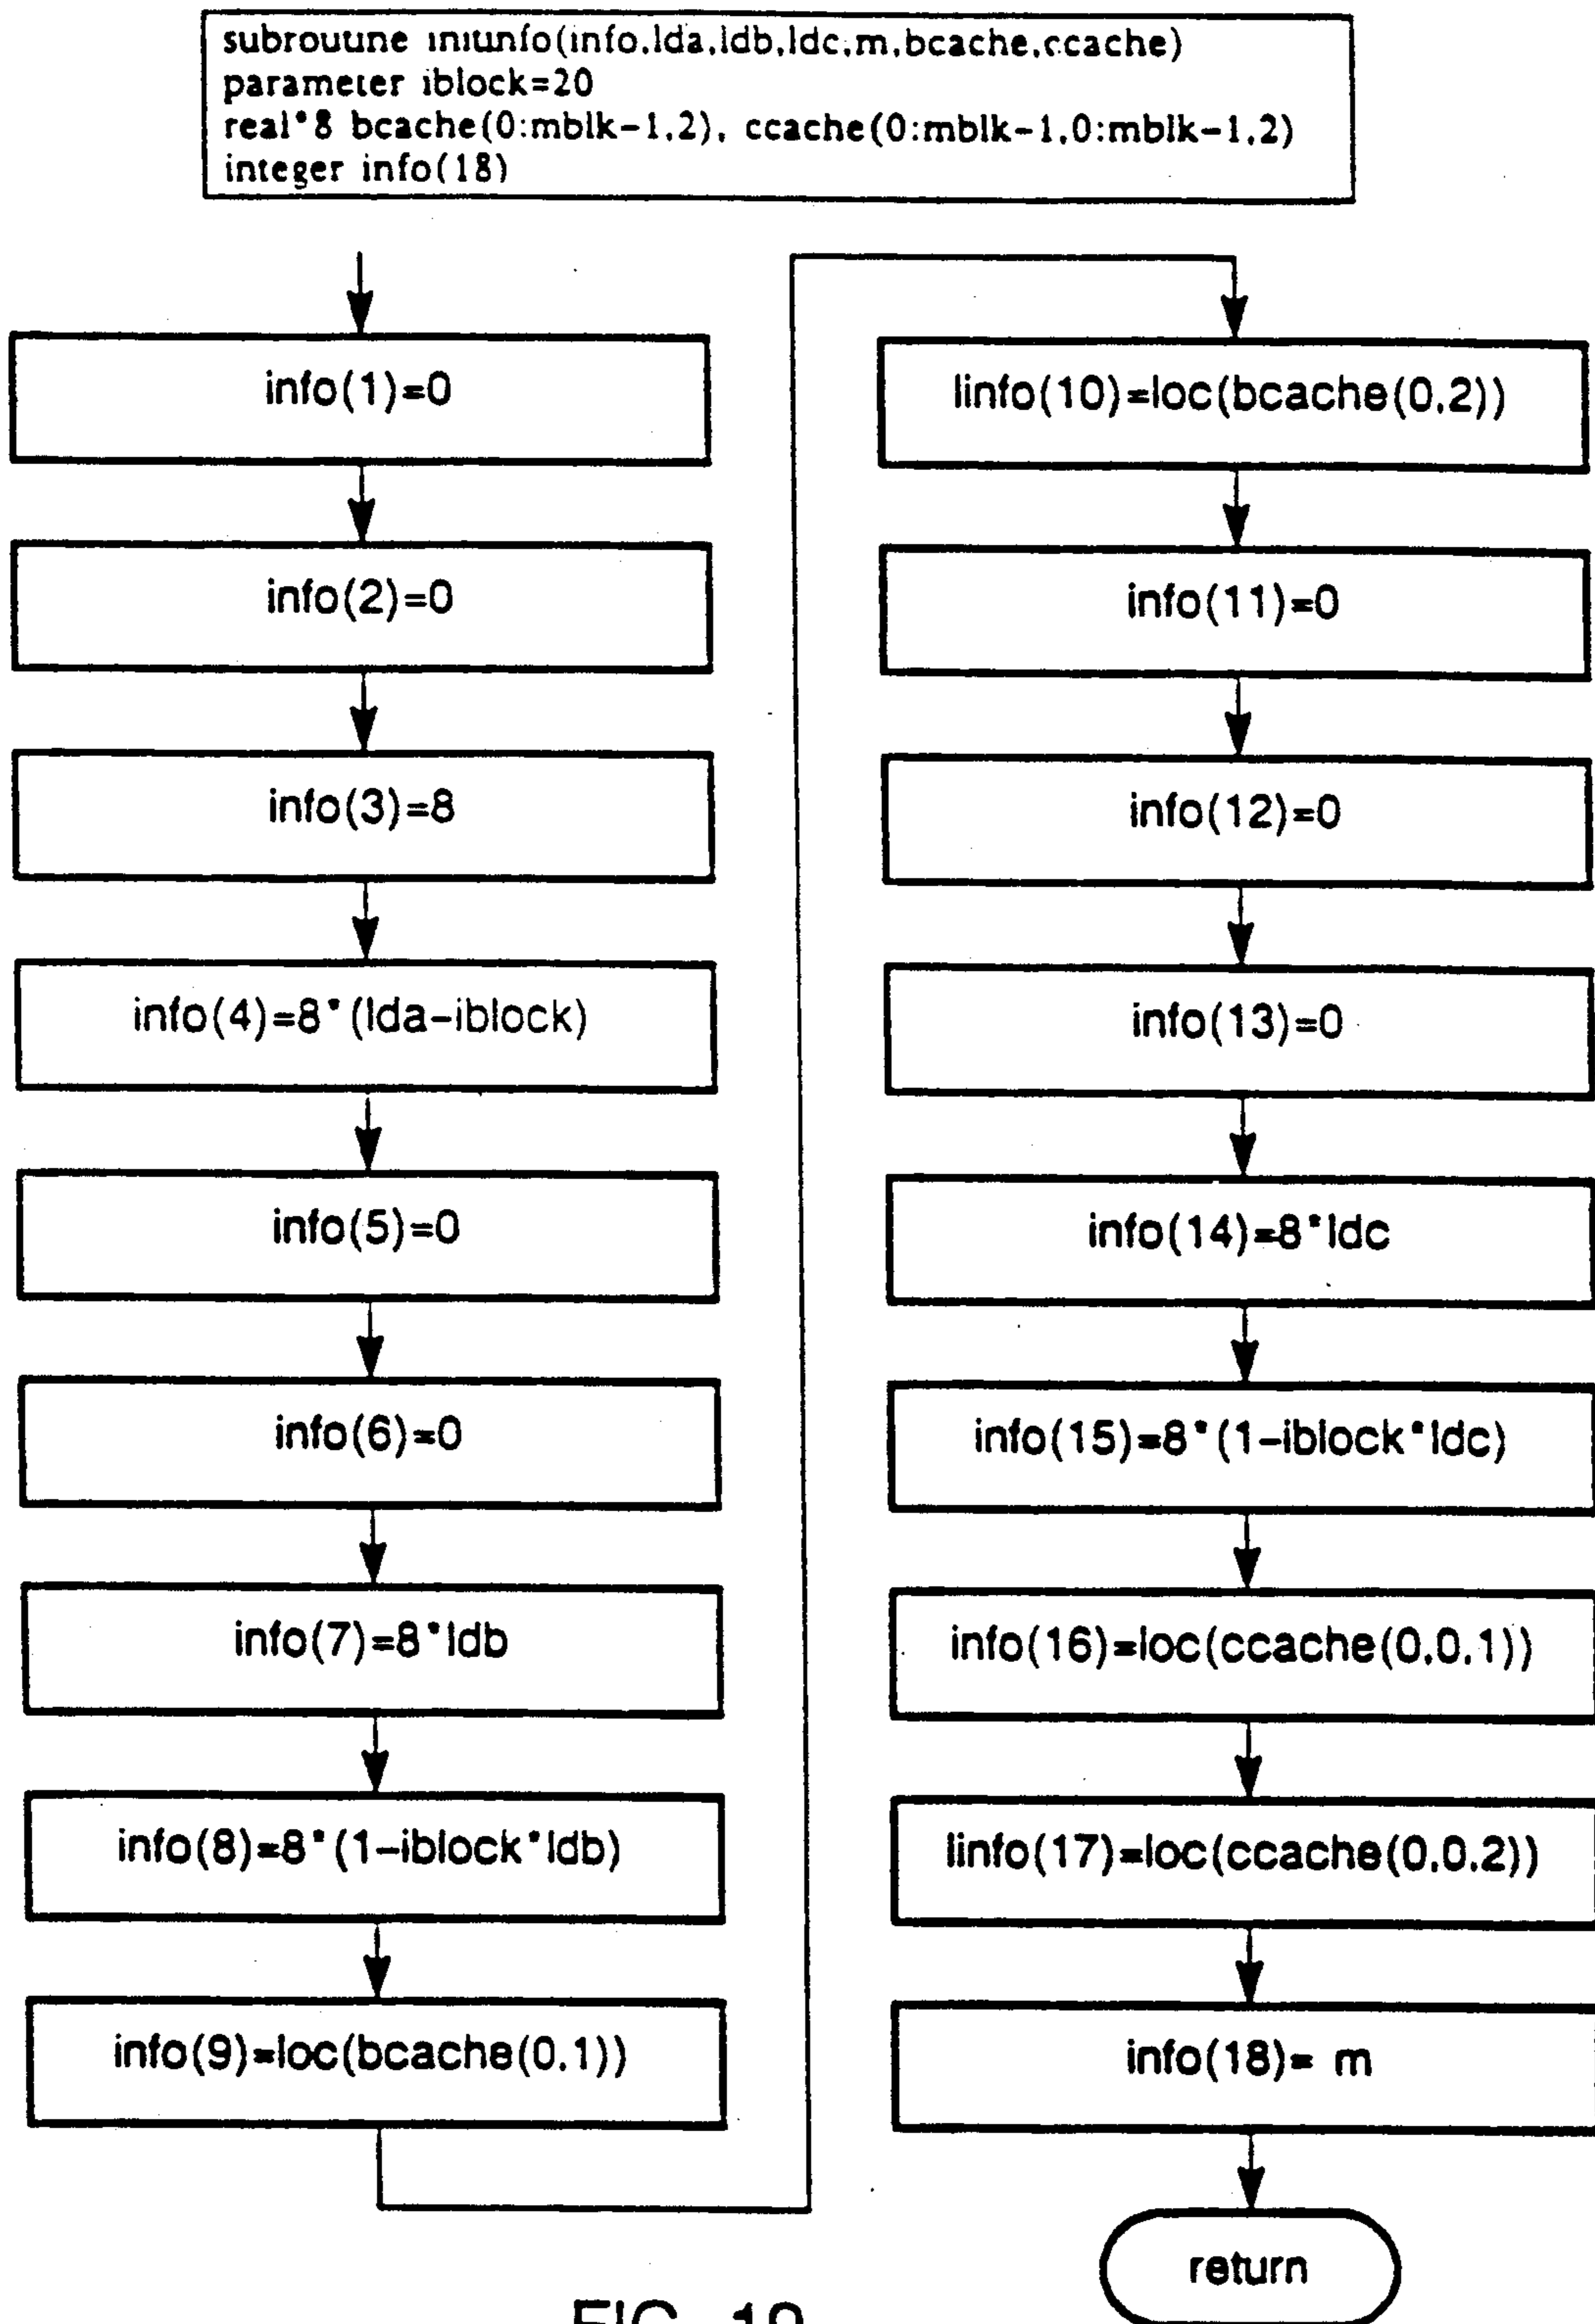 subroutine initinfo(info,lda,ldb,ldc,m,bcache,ccache)
parameter iblock=20
real*8 bcache(0:mblk-1,2), ccache(0:mblk-1,0:mblk-1,2)
integer info(18)
info(1)=0
info(2)=0
info(3)=8
info(4)=8*(lda-iblock)
info(5)=0
info(6)=0
info(7)=8*ldb
info(8)=8*(1-iblock*ldb)
info(9)=loc(bcache(0,1))
linfo(10)=loc(bcache(0,2))
info(11)=0
info(12)=0
info(13)=0
info(14)=8*ldc
info(15)=8*(1-iblock*ldc)
info(16)=loc(ccache(0,0,1))
linfo(17)=loc(ccache(0,0,2))
info(18)= m
return
FIG.